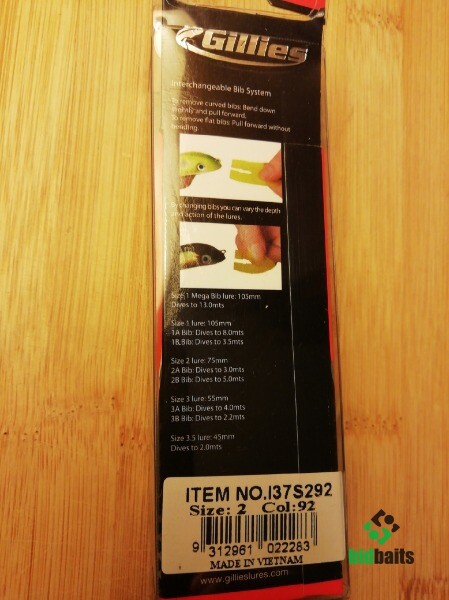 Gillies
Interchangeable Bib System
To remove curved bibs: Bend down
slightly and pull forward.
To remove flat bibs: Pull forward without
bending.
By changing bibs you can vary the depth
and action of the lures.
Size 1 Mega Bib lure: 105mm
Dives to 13.0mts
Size 1 lure: 105mm
1A Bib: Dives to 8.0mts
1B,Bib: Dives to 3.5mts
Size 2 lure: 75mm
2A Bib: Dives to 3.0mts
2B Bib: Dives to 5.0mts
Size 3 lure: 55mm
3A Bib: Dives to 4.0mts
3B Bib: Dives to 2.2mts
Size 3.5 lure: 45mm
Dives to 2.0mts
ITEM NO.I37S292
Size: 2 Col:92
9 312961 022283
MADE IN VIETNAM
www.gillieslures.com
bidbaits